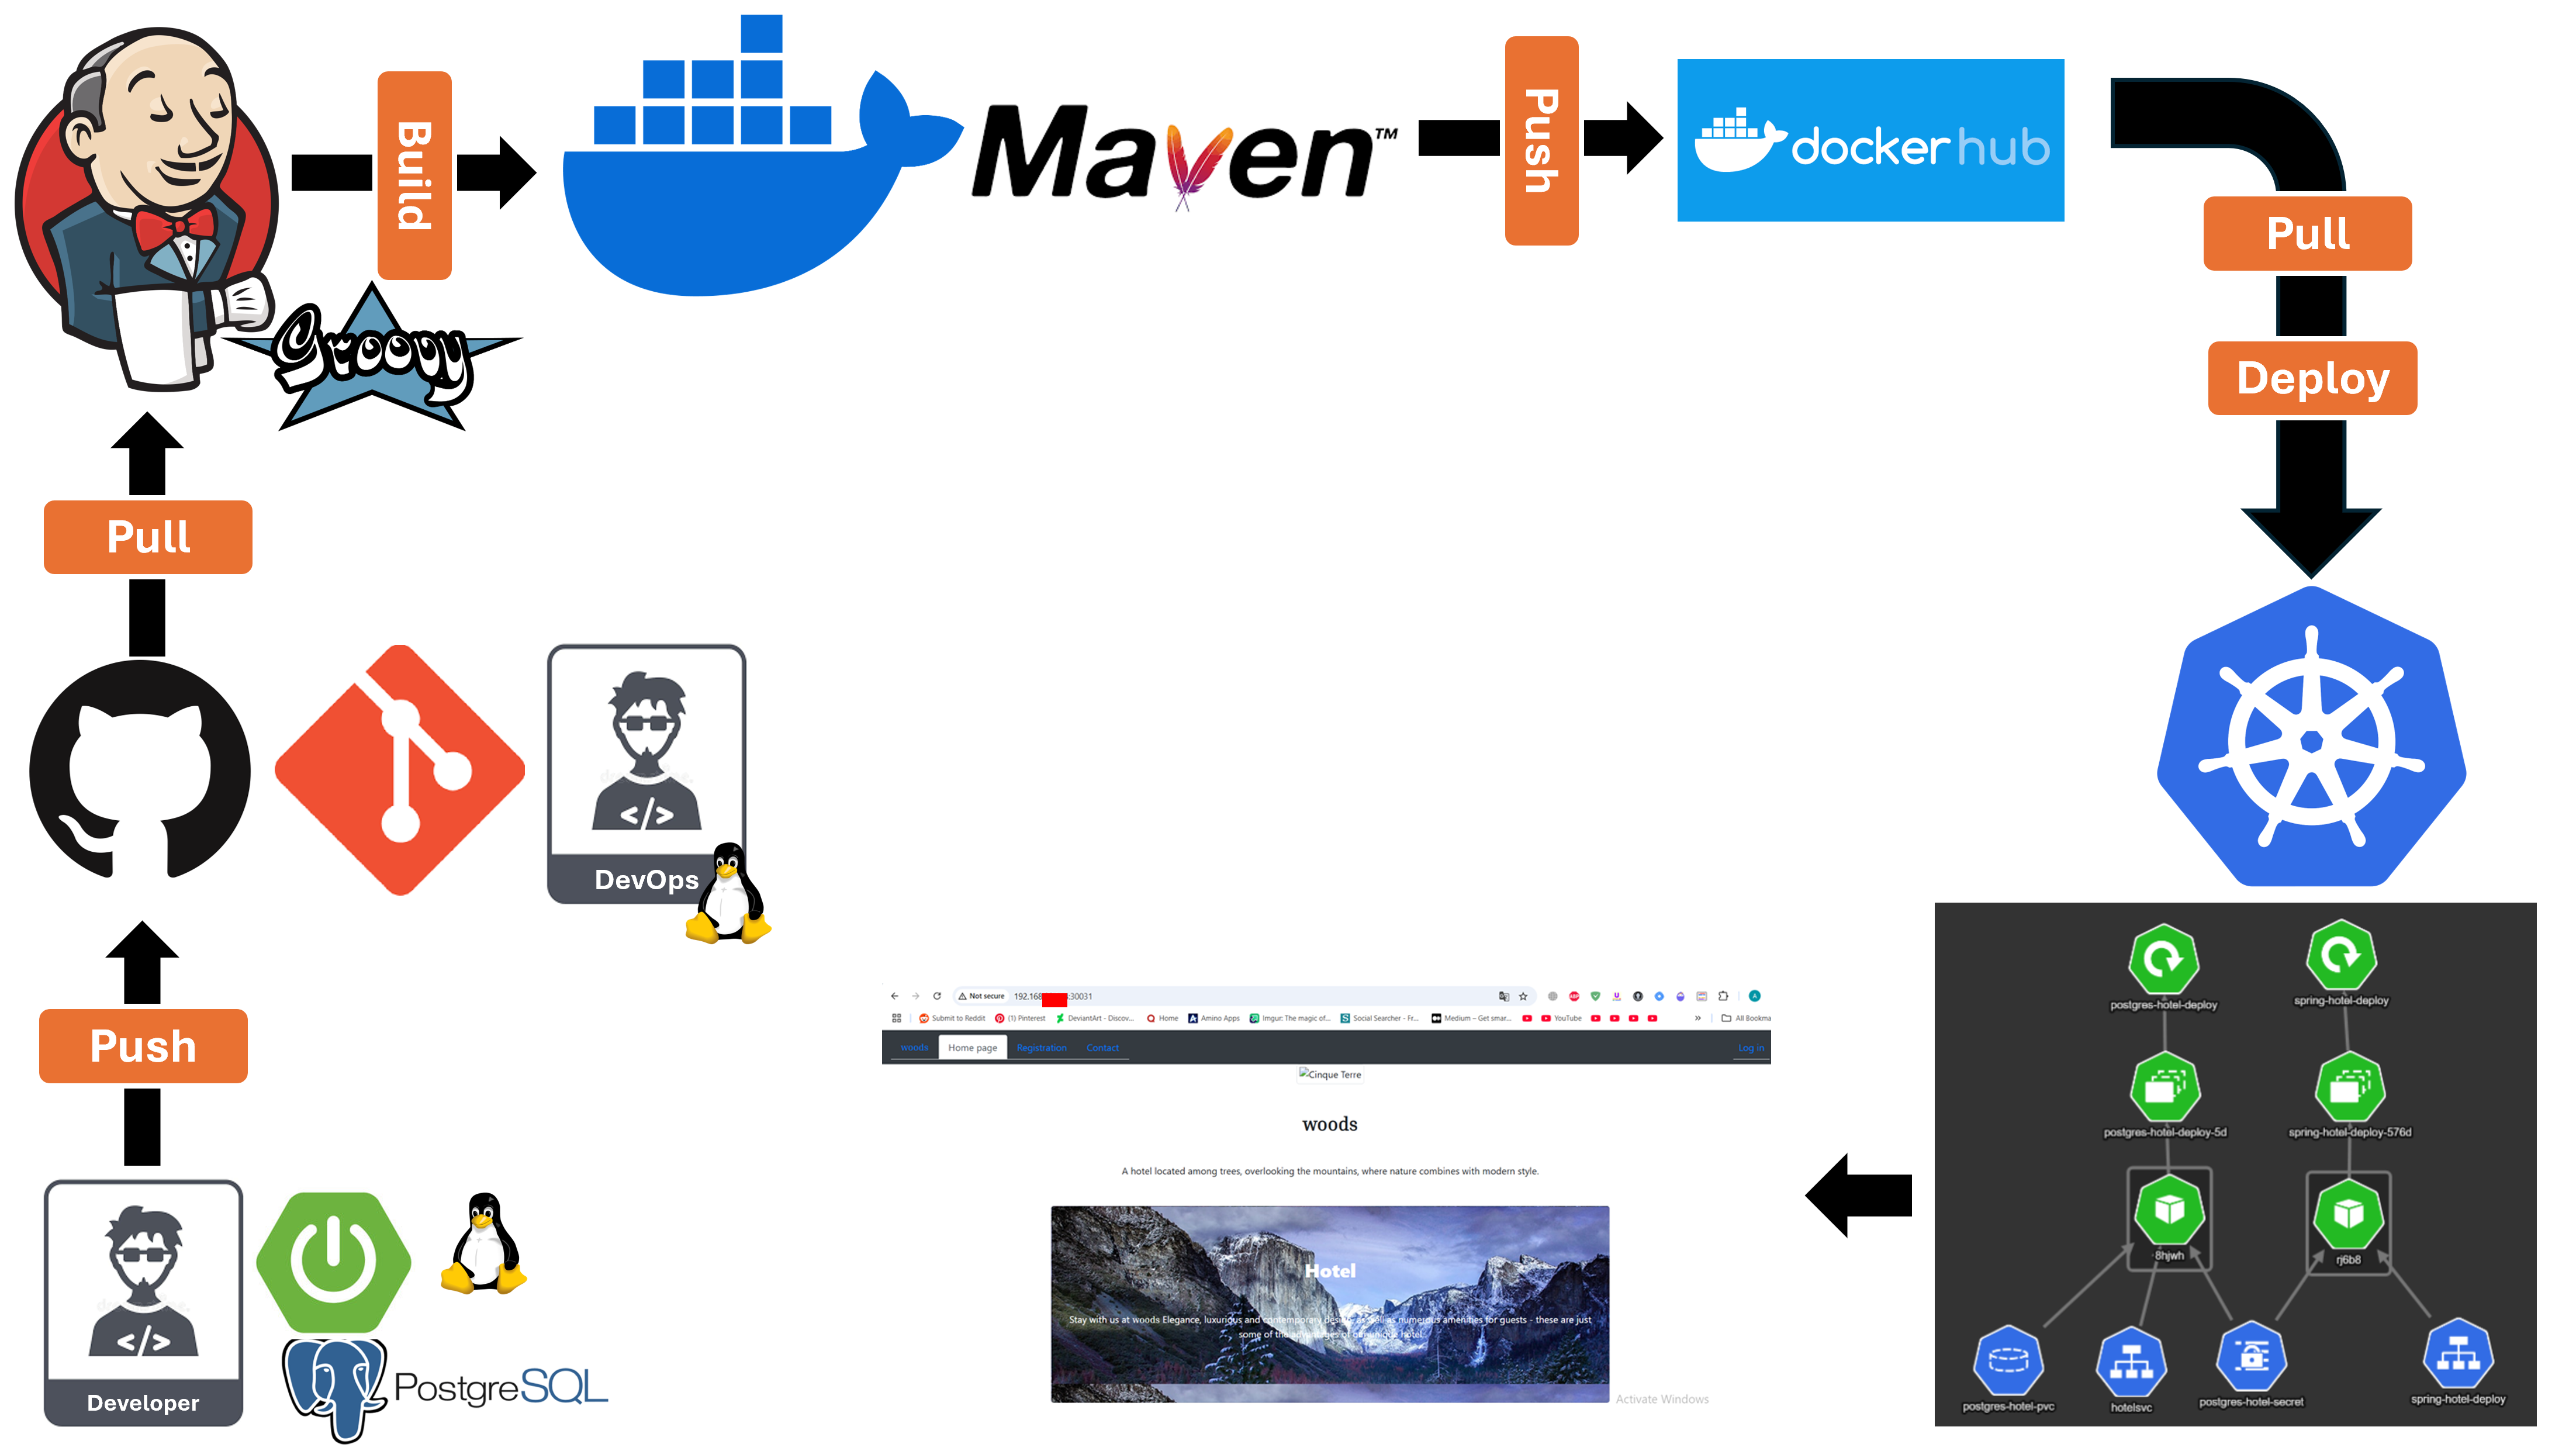 Build
Maven™
Push
dockerhub
Pull
Deploy
Groovy
Pull
DevOps
Push
Developer
PostgreSQL
Not secure 192.168 :30031
Submit to Reddit (1) Pinterest DeviantArt - Discov... Home Amino Apps Imgur: The magic of... Social Searcher - Fr... Medium – Get smar... YouTube » All Bookma
woods Home page Registration Contact Log in
Cinque Terre
woods
A hotel located among trees, overlooking the mountains, where nature combines with modern style.
Hotel
Stay with us at woods Elegance, luxurious and contemporary design, as well as numerous amenities for guests - these are just
some of the advantages of our unique hotel.
Activate Windows
postgres-hotel-deploy
spring-hotel-deploy
postgres-hotel-deploy-5d
spring-hotel-deploy-576d
8hjwh
rj6b8
postgres-hotel-pvc
hotelsvc
postgres-hotel-secret
spring-hotel-deploy